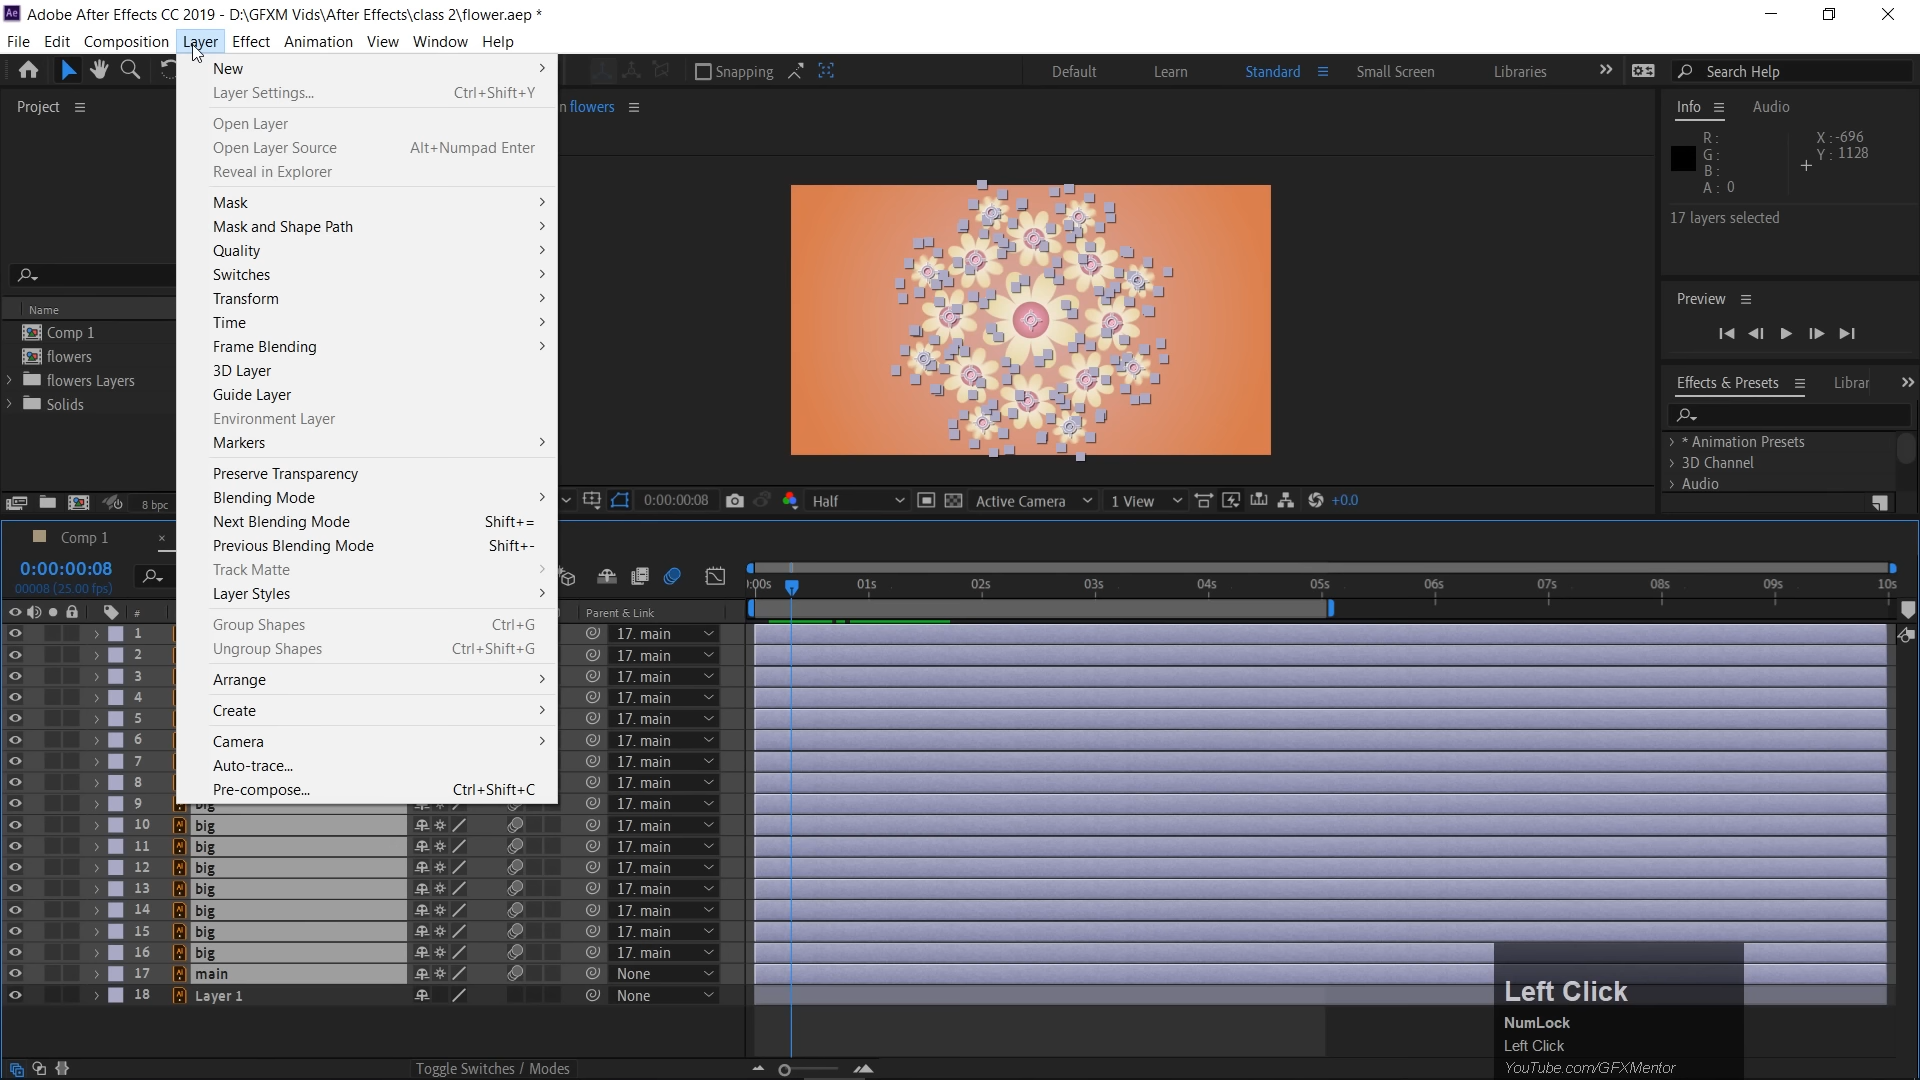 Adobe After Effects CC 2019 - D:\GFXM Vids\After Effects\class 2\flower.aep *
File Edit Composition Layer Effect Animation View Window Help
Snapping Default Learn Standard Small Screen Libraries Search Help
Project
n flowers
Name
Comp 1
flowers
flowers Layers
Solids
8 bpc
New
Layer Settings... Ctrl+Shift+Y
Open Layer
Open Layer Source Alt+Numpad Enter
Reveal in Explorer
Mask
Mask and Shape Path
Quality
Switches
Transform
Time
Frame Blending
3D Layer
Guide Layer
Environment Layer
Markers
Preserve Transparency
Blending Mode
Next Blending Mode Shift+=
Previous Blending Mode Shift+-
Track Matte
Layer Styles
Group Shapes Ctrl+G
Ungroup Shapes Ctrl+Shift+G
Arrange
Create
Camera
Auto-trace...
Pre-compose... Ctrl+Shift+C
0:00:00:08 Half Active Camera 1 View +0.0
Info Audio
R :
G :
B :
A : 0
X : -696
Y : 1128
17 layers selected
Preview
Effects & Presets Librar
* Animation Presets
3D Channel
Audio
Comp 1
0:00:00:08
00008 (25.00 fps)
:00s 01s 02s 03s 04s 05s 06s 07s 08s 09s 10s
# Parent & Link
1 17. main
2 17. main
3 17. main
4 17. main
5 17. main
6 17. main
7 17. main
8 17. main
9 big 17. main
10 big 17. main
11 big 17. main
12 big 17. main
13 big 17. main
14 big 17. main
15 big 17. main
16 big 17. main
17 main None
18 Layer 1 None
Toggle Switches / Modes
Left Click
NumLock
Left Click
YouTube.com/GFXMentor